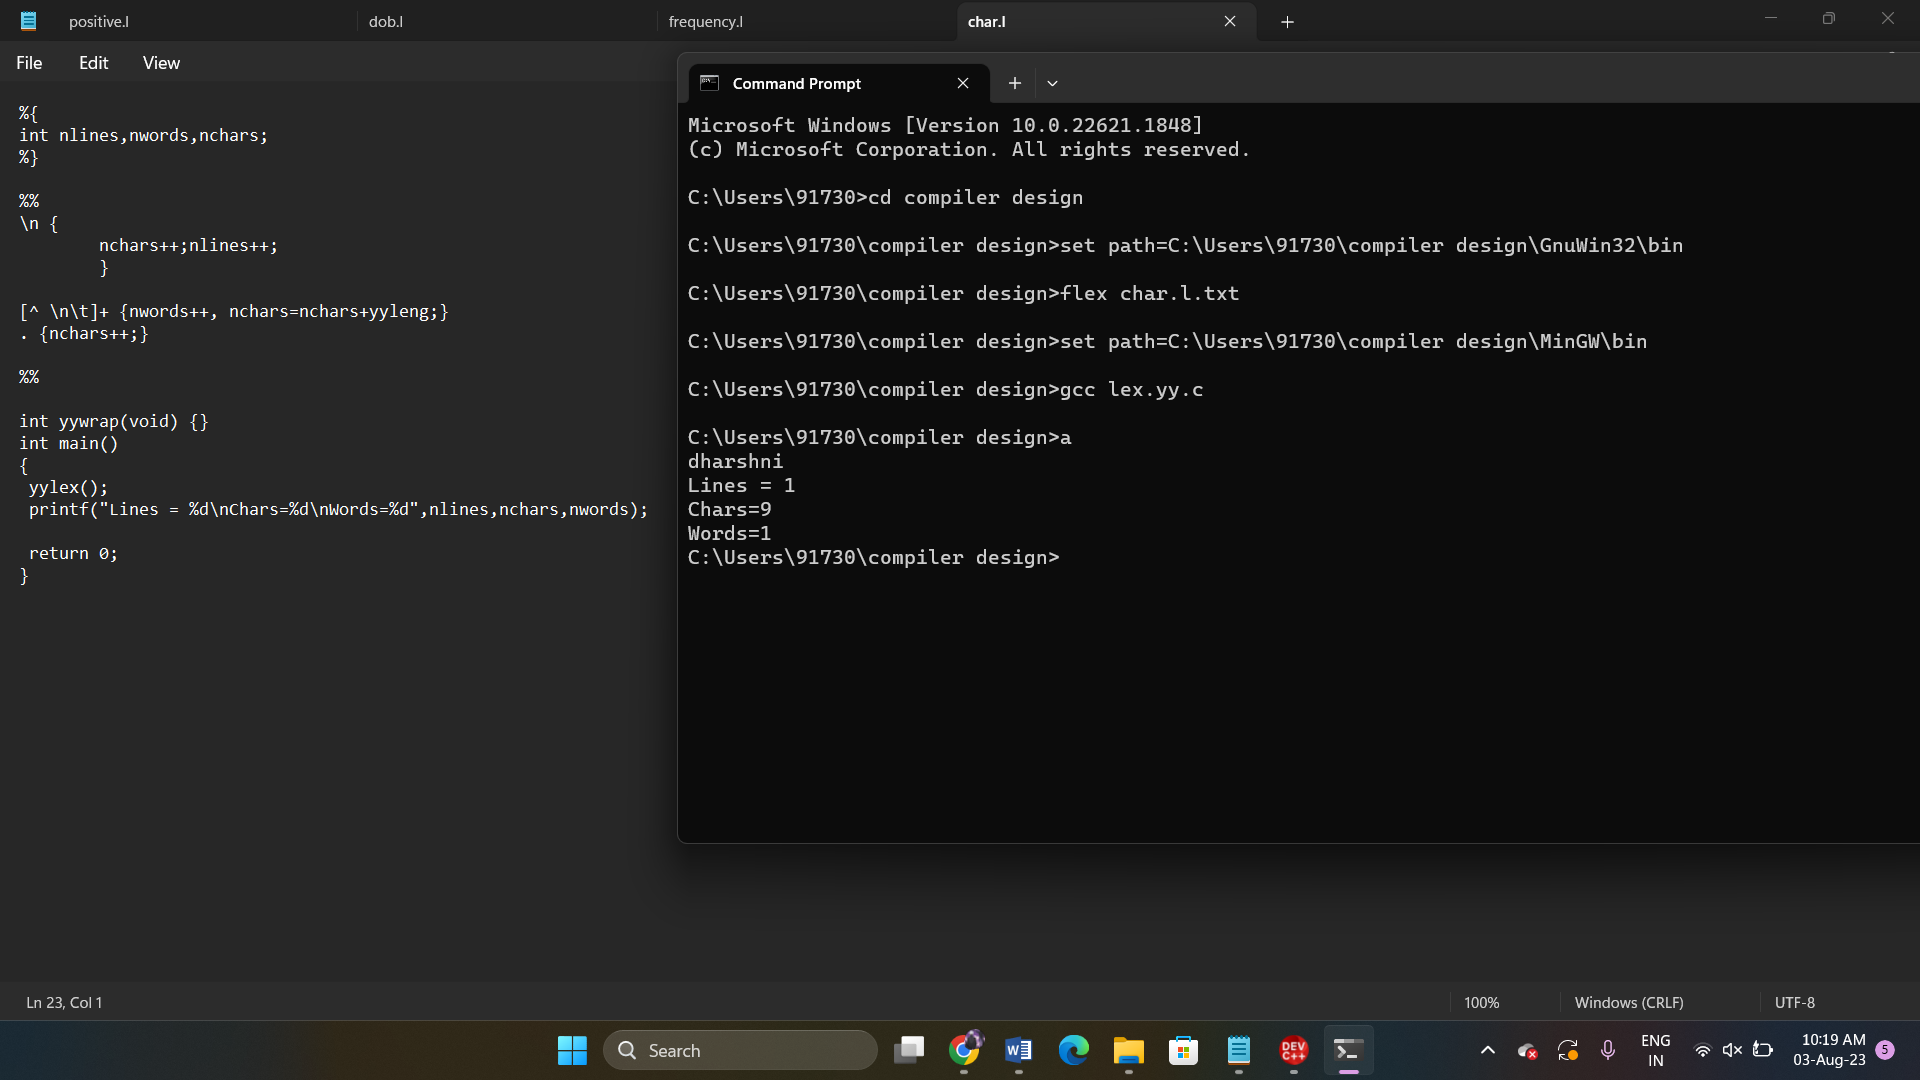 positive.l
dob.l
frequency.l
char.l
File Edit View
%{
int nlines,nwords,nchars;
%}
%%
\n {
nchars++;nlines++;
}
[^ \n\t]+ {nwords++, nchars=nchars+yyleng;}
. {nchars++;}
%%
int yywrap(void) {}
int main()
{
yylex();
printf("Lines = %d\nChars=%d\nWords=%d",nlines,nchars,nwords);
return 0;
}
Command Prompt
Microsoft Windows [Version 10.0.22621.1848]
(c) Microsoft Corporation. All rights reserved.
C:\Users\91730>cd compiler design
C:\Users\91730\compiler design>set path=C:\Users\91730\compiler design\GnuWin32\bin
C:\Users\91730\compiler design>flex char.l.txt
C:\Users\91730\compiler design>set path=C:\Users\91730\compiler design\MinGW\bin
C:\Users\91730\compiler design>gcc lex.yy.c
C:\Users\91730\compiler design>a
dharshni
Lines = 1
Chars=9
Words=1
C:\Users\91730\compiler design>
Ln 23, Col 1
100%
Windows (CRLF)
UTF-8
Search
DEV
C++
ENG
IN
10:19 AM
03-Aug-23
5